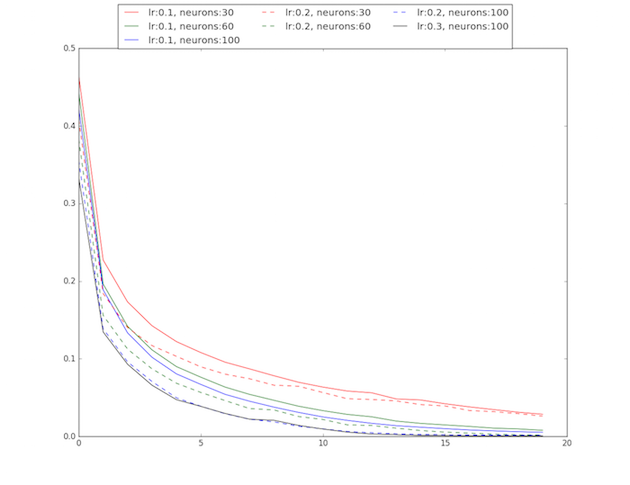 lr:0.1, neurons:30 lr:0.2, neurons:30 lr:0.2, neurons:100
lr:0.1, neurons:60 lr:0.2, neurons:60 lr:0.3, neurons:100
lr:0.1, neurons:100
0.5
0.4
0.3
0.2
0.1
0.0
0 5 10 15 20